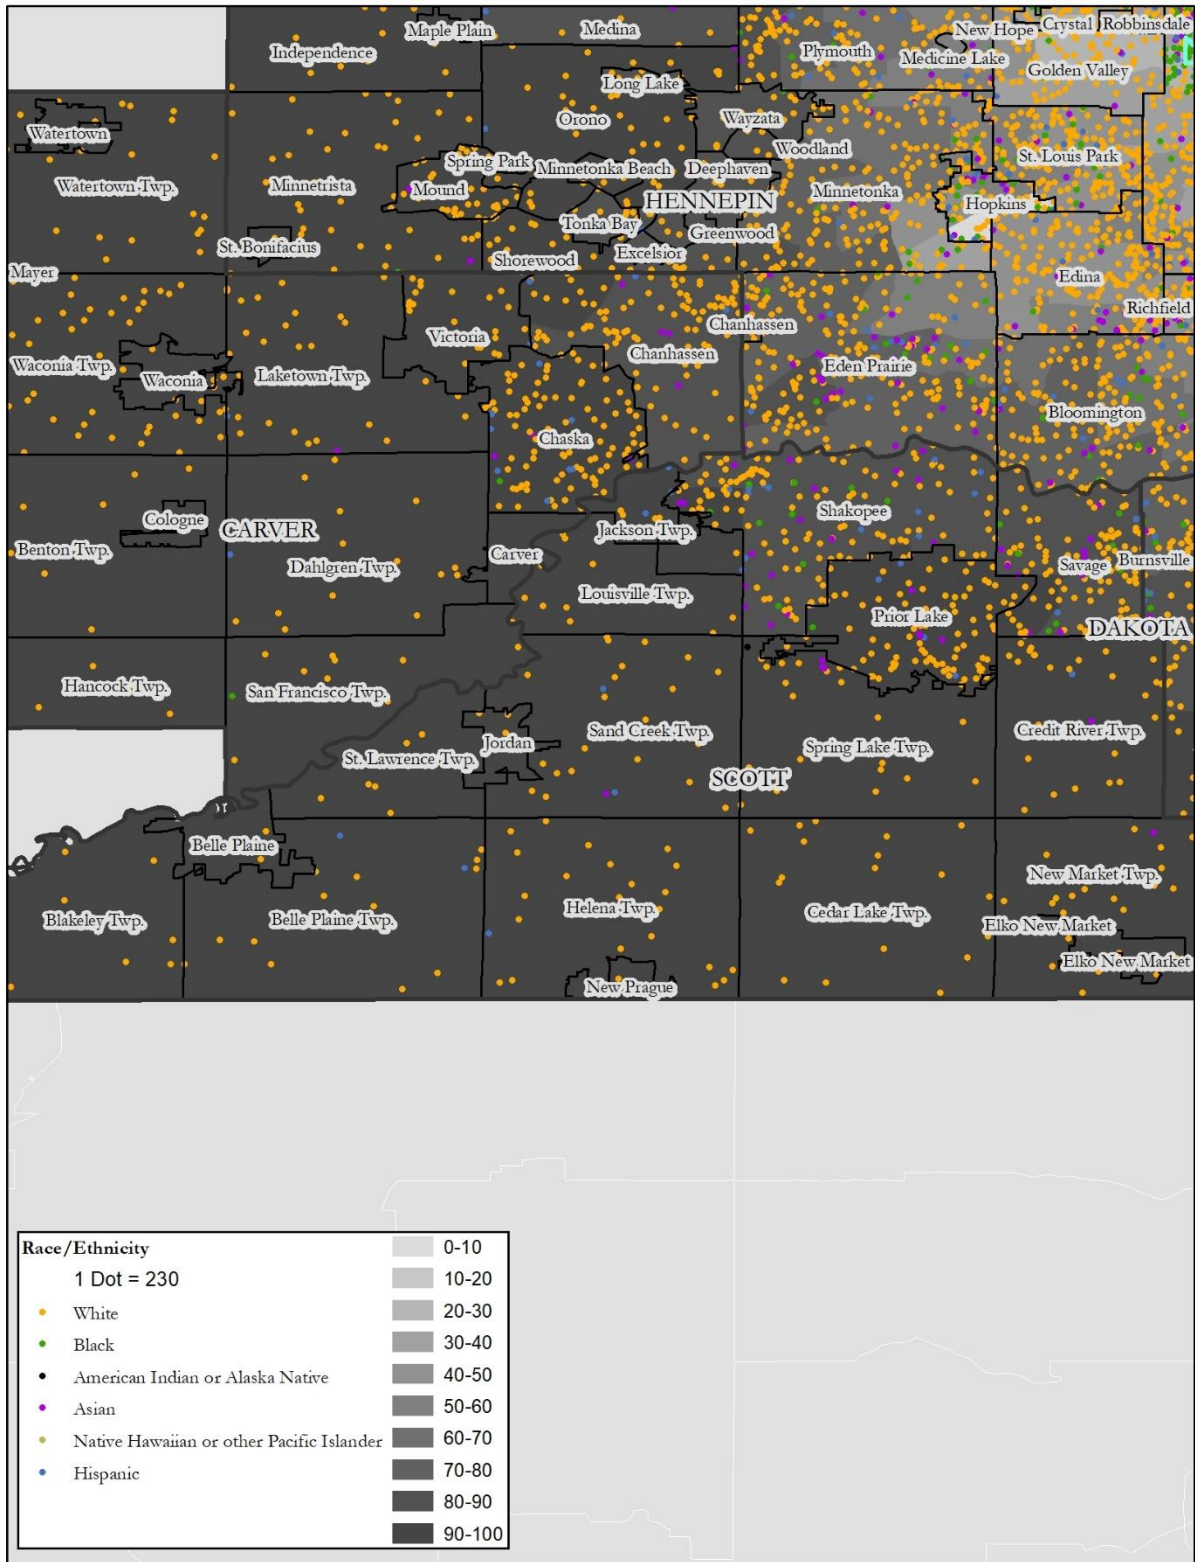 Maple Plain
Medina
New Hope
Crystal
Robbinsdale
Independence
Plymouth
Medicine Lake
Golden Valley
Long Lake
Orono
Wayzata
Watertown
Woodland
St. Louis Park
Spring Park
Minnetonka Beach
Deephaven
Watertown Twp.
Minnetrista
Mound
Minnetonka
HENNEPIN
Hopkins
Tonka Bay
Greenwood
St. Bonifacius
Excelsior
Shorewood
Mayer
Edina
Richfield
Victoria
Chanhassen
Chanhassen
Waconia Twp.
Waconia
Laketown Twp.
Eden Prairie
Bloomington
Chaska
Cologne
CARVER
Jackson Twp.
Shakopee
Benton Twp.
Carver
Dahlgren Twp.
Savage
Burnsville
Louisville Twp.
Prior Lake
DAKOTA
Hancock Twp.
San Francisco Twp.
Sand Creek Twp.
Credit River Twp.
Jordan
Spring Lake Twp.
St. Lawrence Twp.
SCOTT
Belle Plaine
New Market Twp.
Blakeley Twp.
Belle Plaine Twp.
Helena Twp.
Cedar Lake Twp.
Elko New Market
Elko New Market
New Prague
Race/Ethnicity
1 Dot = 230
White
Black
American Indian or Alaska Native
Asian
Native Hawaiian or other Pacific Islander
Hispanic
0-10
10-20
20-30
30-40
40-50
50-60
60-70
70-80
80-90
90-100